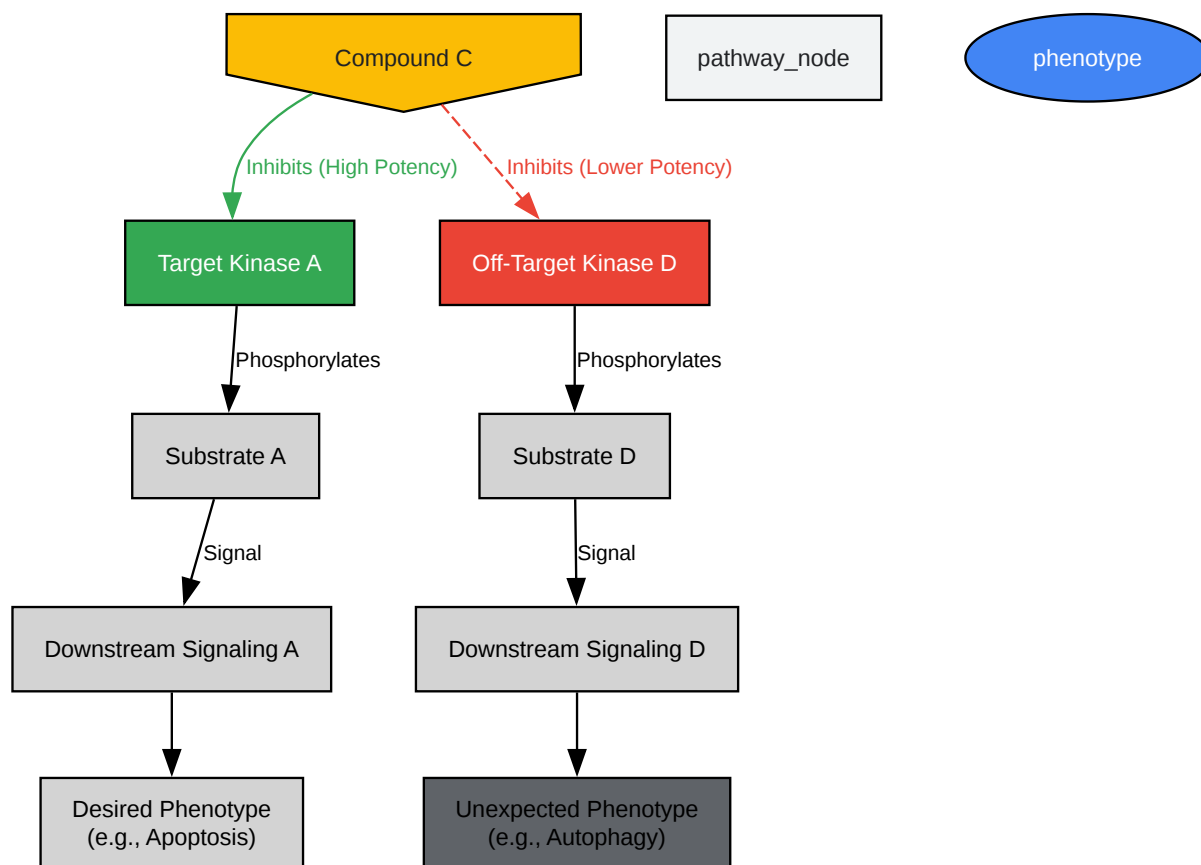 Compound C
pathway_node
phenotype
Inhibits (High Potency)
Inhibits (Lower Potency)
Target Kinase A
Off-Target Kinase D
Phosphorylates
Phosphorylates
Substrate A
Substrate D
Signal
Signal
Downstream Signaling A
Downstream Signaling D
Desired Phenotype
(e.g., Apoptosis)
Unexpected Phenotype
(e.g., Autophagy)